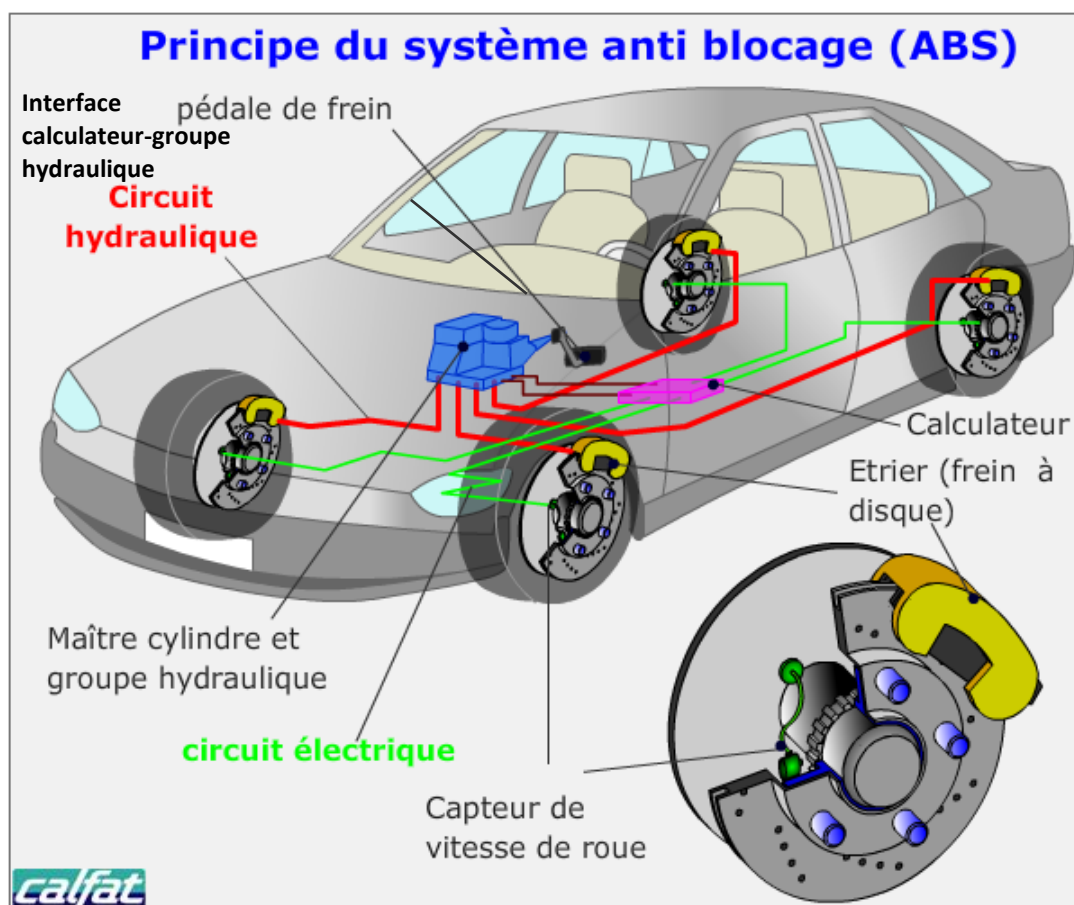 Principe du système anti blocage (ABS)
Interface
calculateur-groupe
hydraulique
pédale de frein
Circuit
hydraulique
Calculateur
Etrier (frein à
disque)
Maître cylindre et
groupe hydraulique
circuit électrique
Capteur de
vitesse de roue
calfat